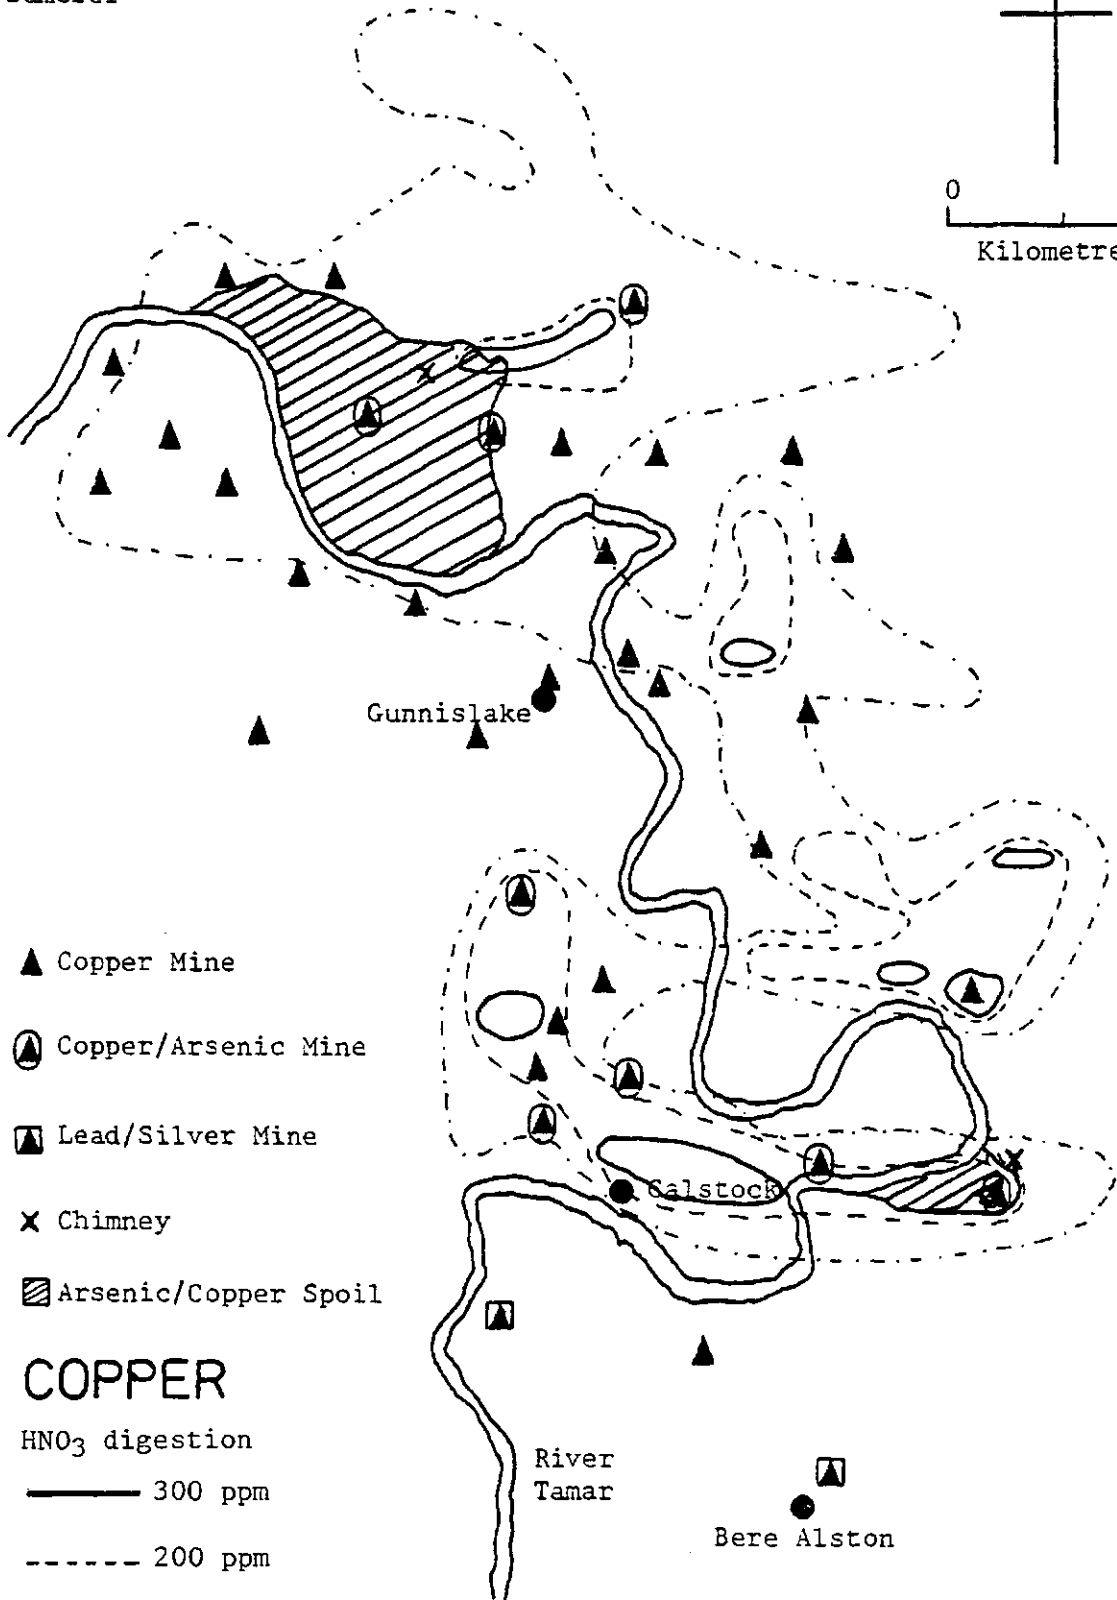 0
Kilometre
Gunnislake
Copper Mine
Copper/Arsenic Mine
Lead/Silver Mine
Calstock
Chimney
Arsenic/Copper Spoil
COPPER
HNO3 digestion
300 ppm
200 ppm
River
Tamar
Bere Alston